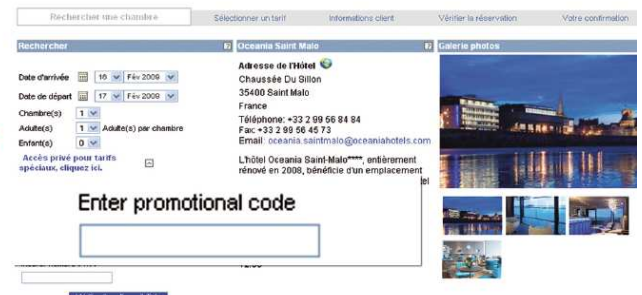 Rechercher une chambre
Sélectionner un tarif
Informations client
Vérifier la réservation
Votre confirmation
Rechercher
Date d'arrivée 16 Fév 2009
Date de départ 17 Fév 2009
Chambre(s) 1
Adulte(s) 1 Adulte(s) par chambre
Enfant(s) 0
Accès privé pour tarifs
spéciaux, cliquez ici.
Oceania Saint Malo
Adresse de l'Hôtel
Chaussée Du Sillon
35400 Saint Malo
France
Téléphone: +33 2 99 56 84 84
Fax: +33 2 99 56 45 73
Email: oceania.saintmalo@oceaniahotels.com
L'hôtel Oceania Saint-Malo****, entièrement
rénové en 2008, bénéficie d'un emplacement
Galerie photos
Enter promotional code